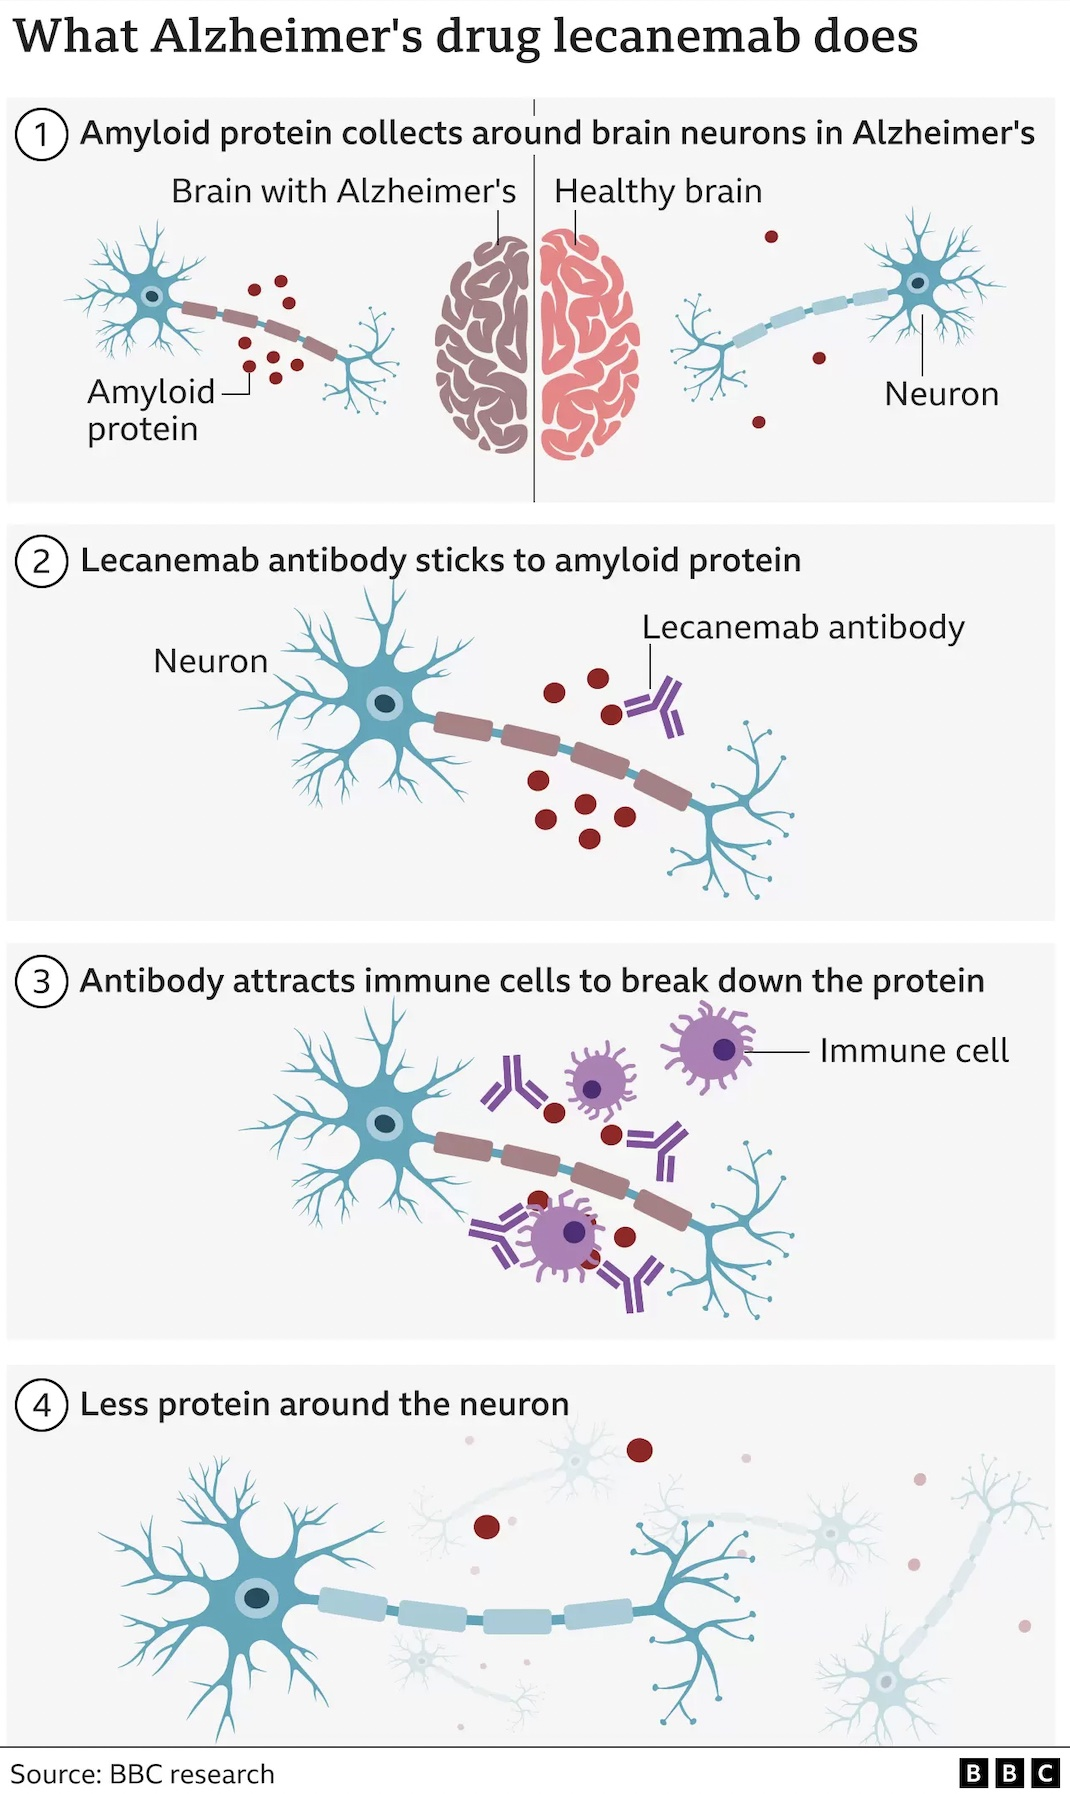 What Alzheimer's drug lecanemab does
1 Amyloid protein collects around brain neurons in Alzheimer's
Brain with Alzheimer's
Healthy brain
Amyloid
protein
Neuron
2 Lecanemab antibody sticks to amyloid protein
Lecanemab antibody
Neuron
3 Antibody attracts immune cells to break down the protein
Immune cell
4 Less protein around the neuron
Source: BBC research
BBC